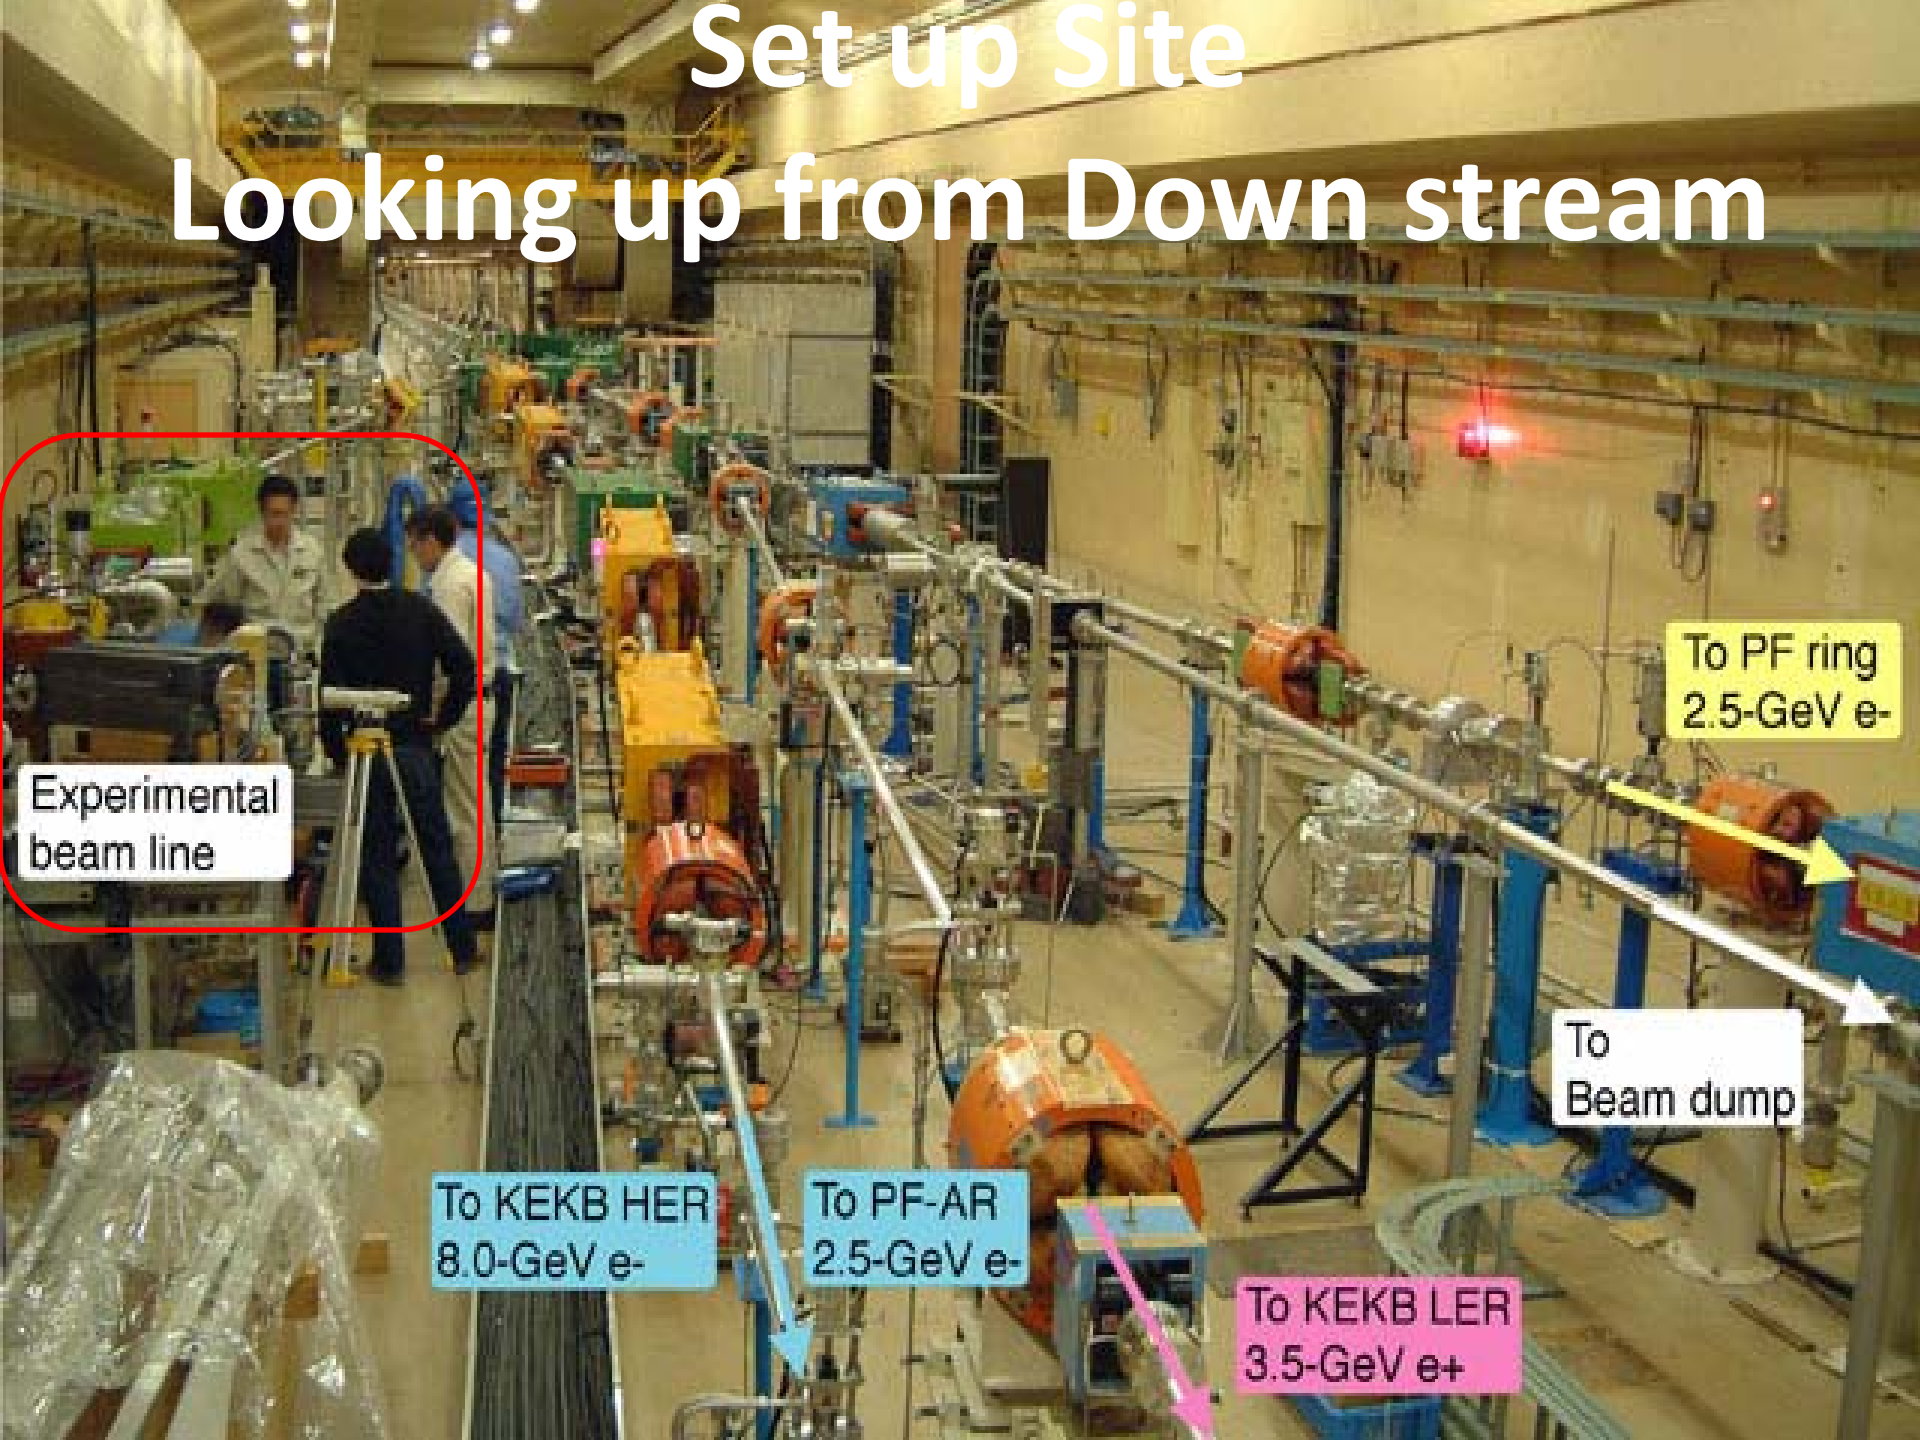 Set up Site
Looking up from Down stream
To PF ring
2.5-GeV e-
Experimental
beam line
To
Beam dump
To KEKB HER
8.0-GeV e-
To PF-AR
2.5-GeV e-
To KEKB LER
3.5-GeV e+